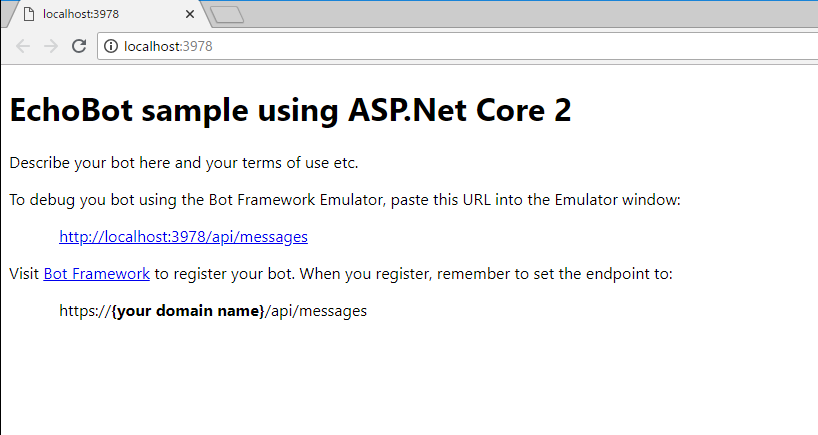 localhost:3978
localhost:3978
EchoBot sample using ASP.Net Core 2
Describe your bot here and your terms of use etc.
To debug you bot using the Bot Framework Emulator, paste this URL into the Emulator window:
http://localhost:3978/api/messages
Visit Bot Framework to register your bot. When you register, remember to set the endpoint to:
https://{your domain name}/api/messages